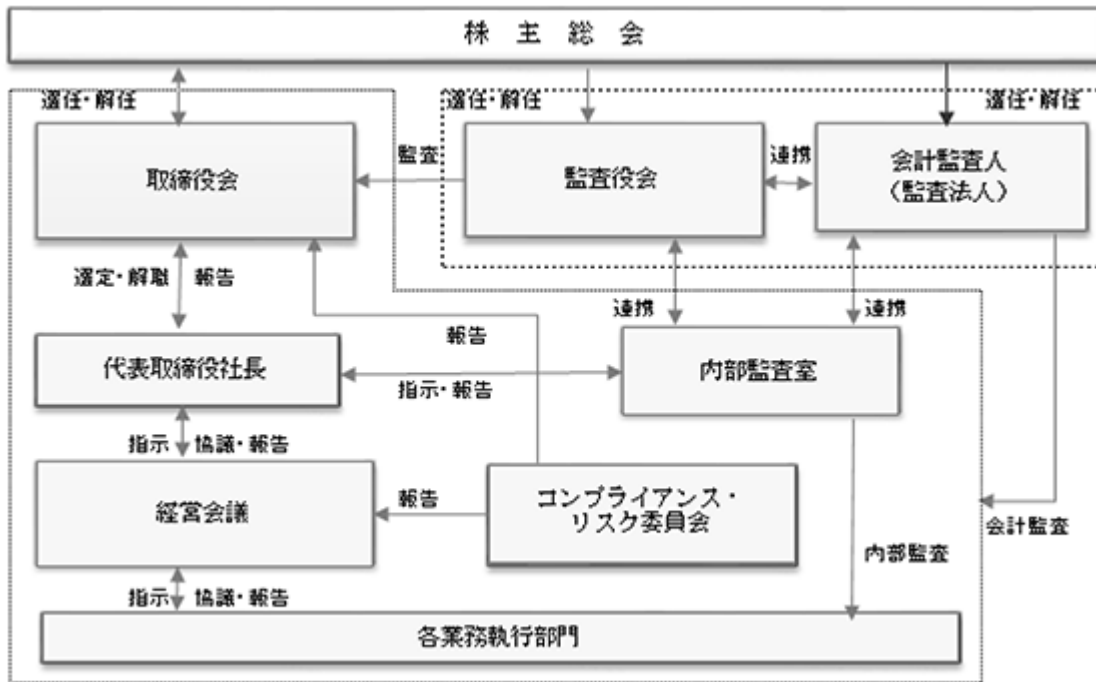 株主総会
選任・解任
選任・解任
選任・解任
取締役会
監査
監査役会
連携
会計監査人
（監査法人）
選定・解職
報告
連携
連携
報告
代表取締役社長
指示・報告
内部監査室
指示
協議・報告
経営会議
報告
コンプライアンス・
リスク委員会
会計監査
内部監査
指示
協議・報告
各業務執行部門